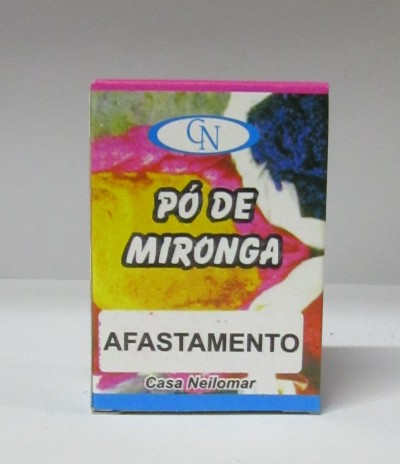 CN
PÓ DE
MIRONGA
AFASTAMENTO
Casa Neilomar